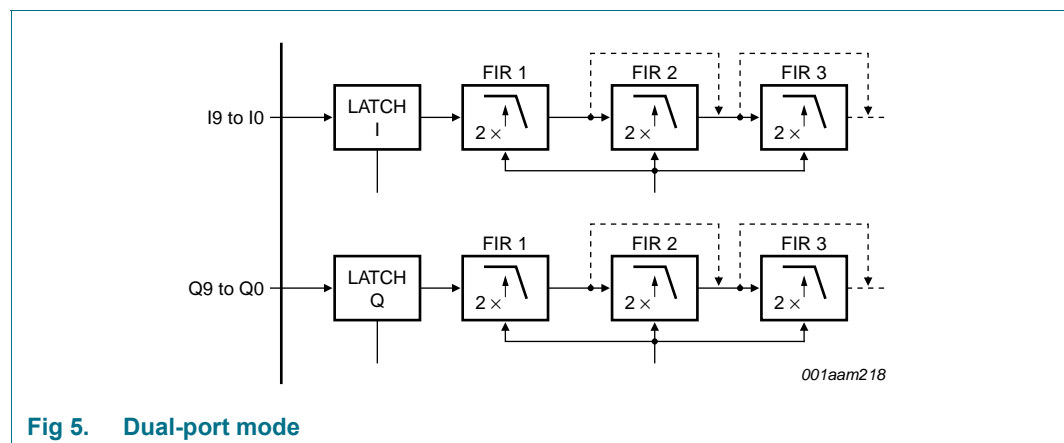 FIR 1 FIR 2 FIR 3
I9 to I0
LATCH
I
2 × 2 × 2 ×
FIR 1 FIR 2 FIR 3
Q9 to Q0
LATCH
Q
2 × 2 × 2 ×
001aam218
Fig 5. Dual-port mode